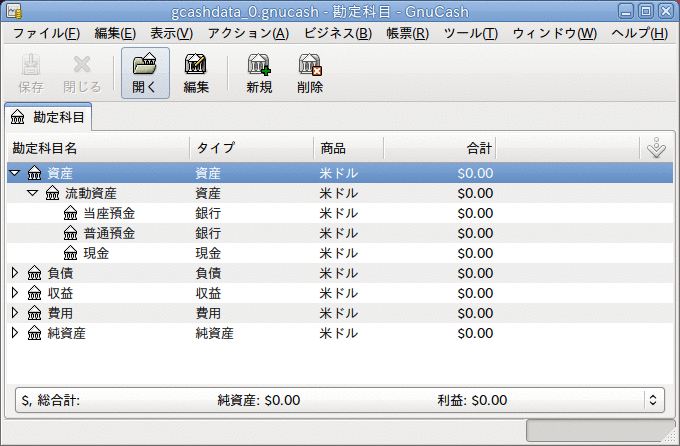 gcashdata_0.gnucash - 勘定科目 - GnuCash
ファイル(F) 編集(E) 表示(V) アクション(A) ビジネス(B) 帳票(R) ツール(T) ウィンドウ(W) ヘルプ(H)
保存 閉じる 開く 編集 新規 削除
勘定科目
勘定科目名 タイプ 商品 合計
資産 資産 米ドル $0.00
流動資産 資産 米ドル $0.00
当座預金 銀行 米ドル $0.00
普通預金 銀行 米ドル $0.00
現金 現金 米ドル $0.00
負債 負債 米ドル $0.00
収益 収益 米ドル $0.00
費用 費用 米ドル $0.00
純資産 純資産 米ドル $0.00
$, 総合計: 純資産: $0.00 利益: $0.00